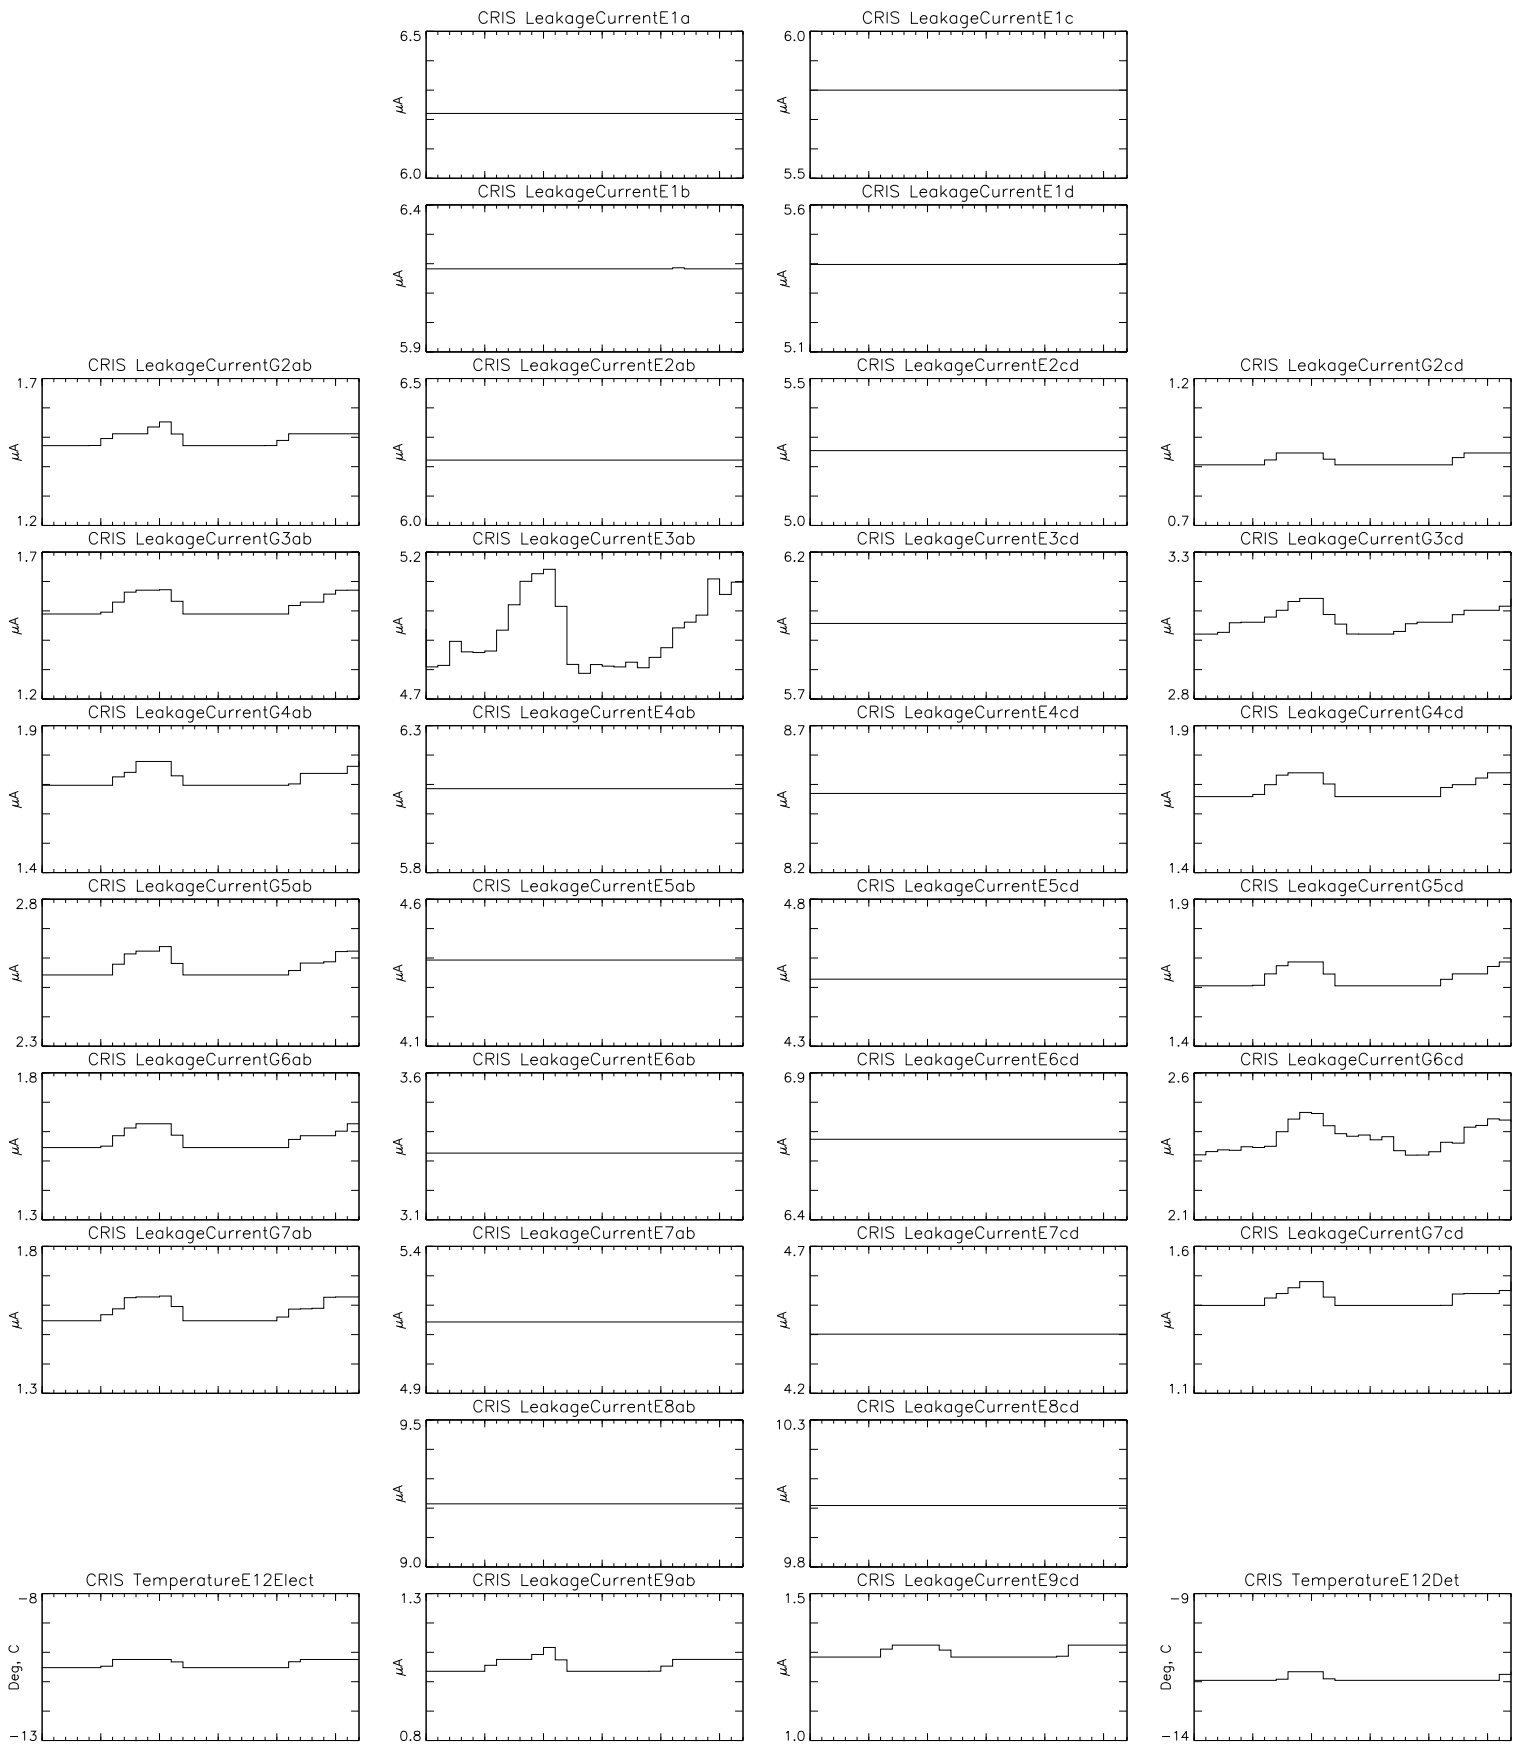 CRIS LeakageCurrentE1a CRIS LeakageCurrentE1c
6.5 6.0
μA μA
6.0 5.5
CRIS LeakageCurrentE1b CRIS LeakageCurrentE1d
6.4 5.6
μA μA
5.9 5.1
CRIS LeakageCurrentG2ab CRIS LeakageCurrentE2ab CRIS LeakageCurrentE2cd CRIS LeakageCurrentG2cd
1.7 6.5 5.5 1.2
μA μA μA μA
1.2 6.0 5.0 0.7
CRIS LeakageCurrentG3ab CRIS LeakageCurrentE3ab CRIS LeakageCurrentE3cd CRIS LeakageCurrentG3cd
1.7 5.2 6.2 3.3
μA μA μA μA
1.2 4.7 5.7 2.8
CRIS LeakageCurrentG4ab CRIS LeakageCurrentE4ab CRIS LeakageCurrentE4cd CRIS LeakageCurrentG4cd
1.9 6.3 8.7 1.9
μA μA μA μA
1.4 5.8 8.2 1.4
CRIS LeakageCurrentG5ab CRIS LeakageCurrentE5ab CRIS LeakageCurrentE5cd CRIS LeakageCurrentG5cd
2.8 4.6 4.8 1.9
μA μA μA μA
2.3 4.1 4.3 1.4
CRIS LeakageCurrentG6ab CRIS LeakageCurrentE6ab CRIS LeakageCurrentE6cd CRIS LeakageCurrentG6cd
1.8 3.6 6.9 2.6
μA μA μA μA
1.3 3.1 6.4 2.1
CRIS LeakageCurrentG7ab CRIS LeakageCurrentE7ab CRIS LeakageCurrentE7cd CRIS LeakageCurrentG7cd
1.8 5.4 4.7 1.6
μA μA μA μA
1.3 4.9 4.2 1.1
CRIS LeakageCurrentE8ab CRIS LeakageCurrentE8cd
9.5 10.3
μA μA
9.0 9.8
CRIS TemperatureE12Elect CRIS LeakageCurrentE9ab CRIS LeakageCurrentE9cd CRIS TemperatureE12Det
-8 1.3 1.5 -9
Deg, C μA μA Deg, C
-13 0.8 1.0 -14